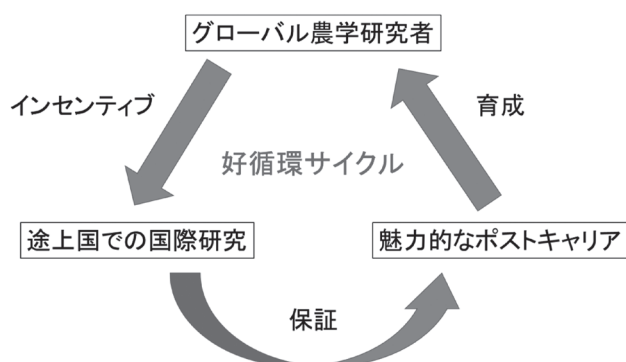 グローバル農学研究者
インセンティブ
育成
好循環サイクル
途上国での国際研究
魅力的なポストキャリア
保証